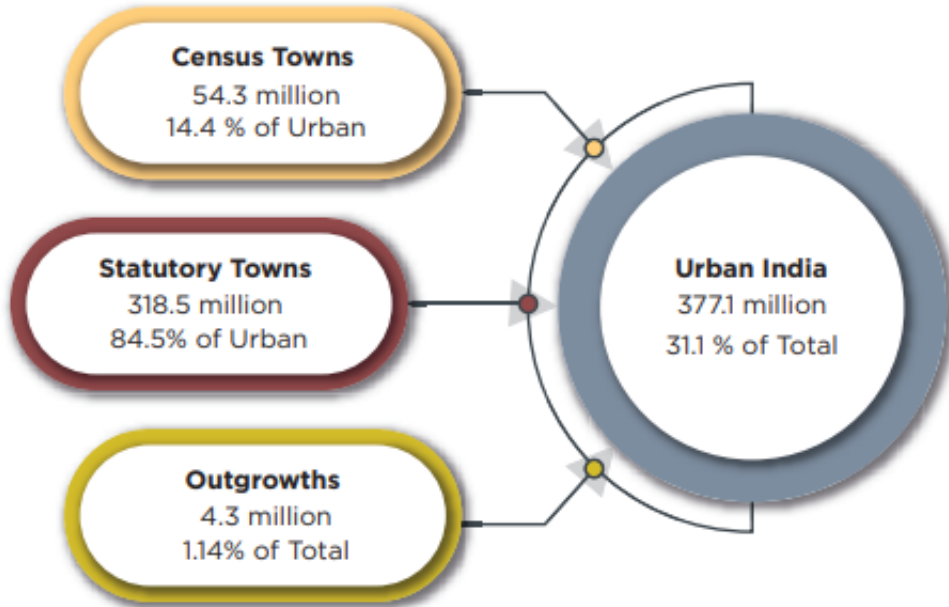 Census Towns
54.3 million
14.4 % of Urban
Statutory Towns
318.5 million
84.5% of Urban
Outgrowths
4.3 million
1.14% of Total
Urban India
377.1 million
31.1 % of Total